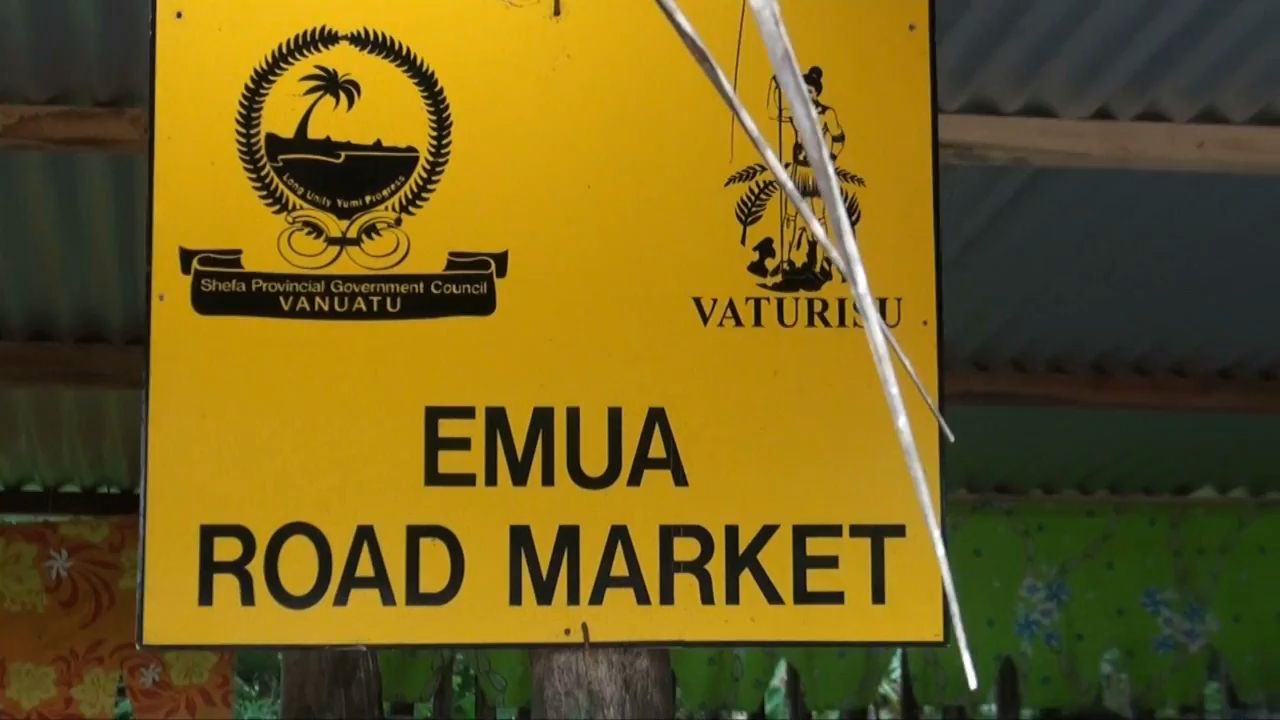 Long Unity Yumi Progress
Shefa Provincial Government Council
VANUATU
VATURISU
EMUA
ROAD MARKET